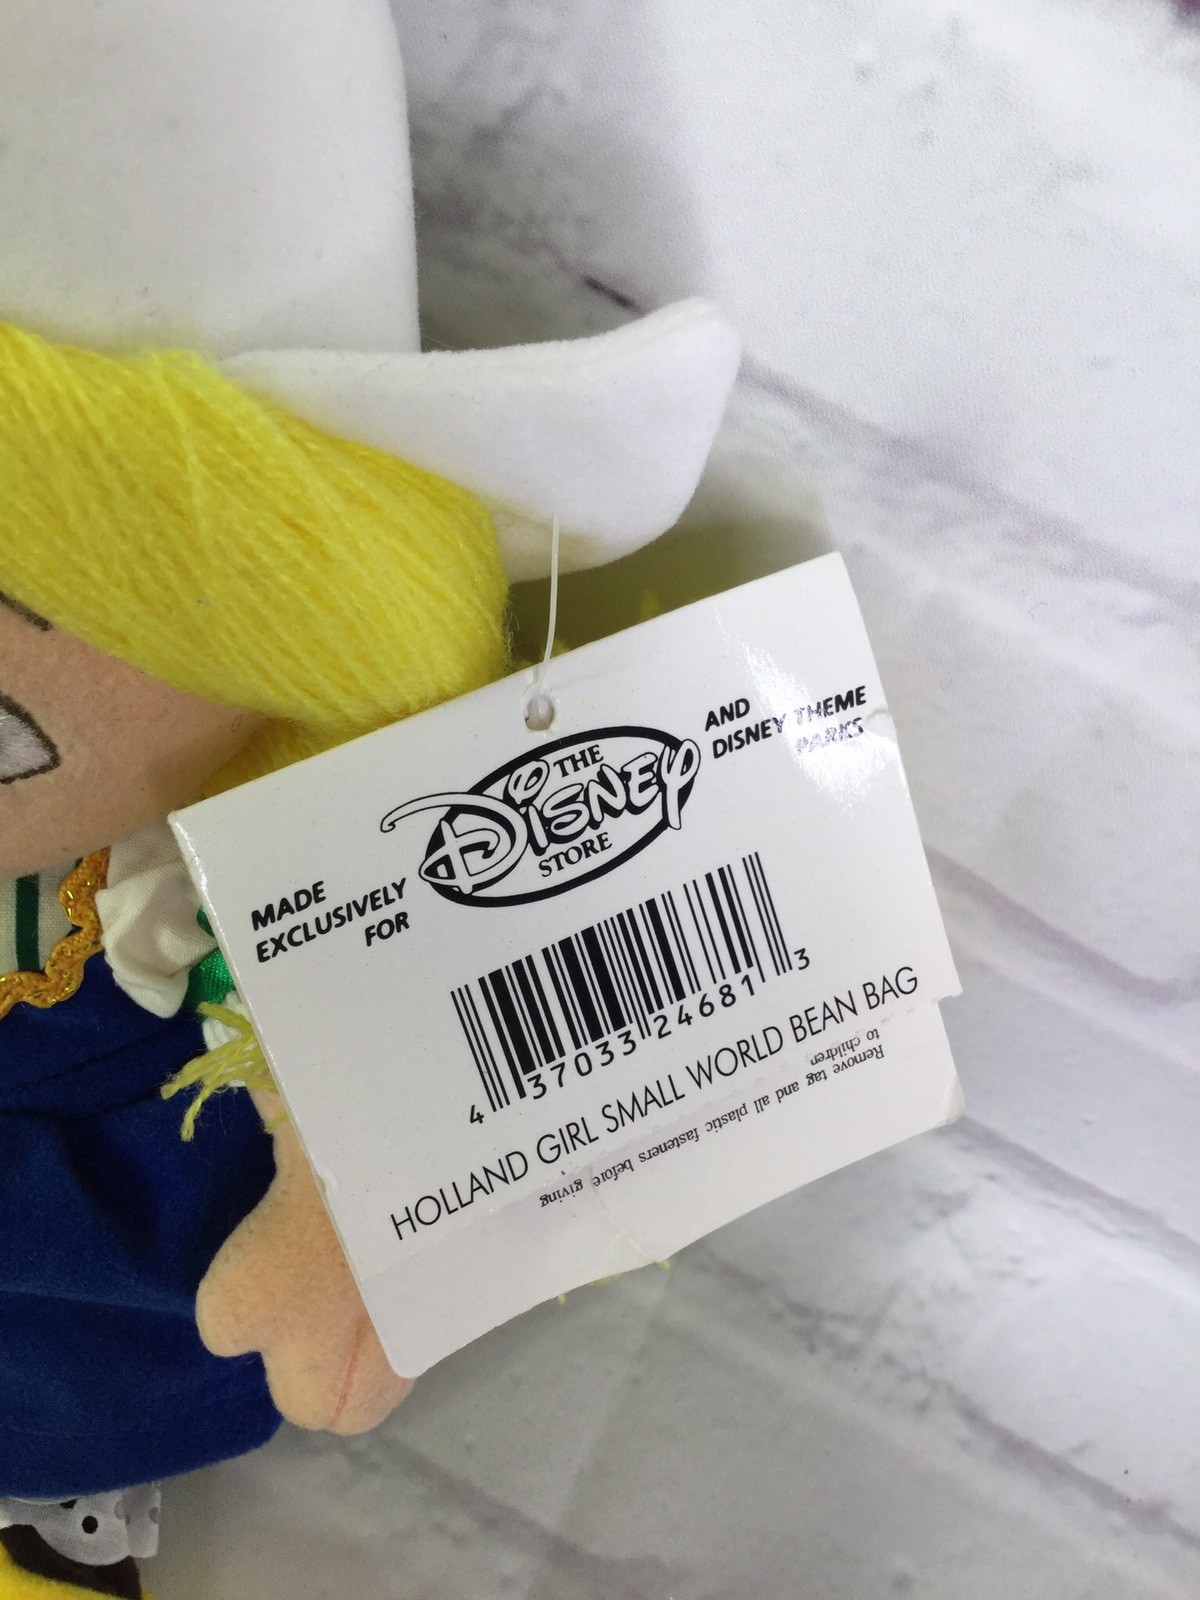 MADE
EXCLUSIVELY
FOR
THE
DISNEY
STORE
AND
DISNEY THEME
PARKS
4 37033 24681 3
HOLLAND GIRL SMALL WORLD BEAN BAG
Remove tag and all plastic fasteners before giving
to children